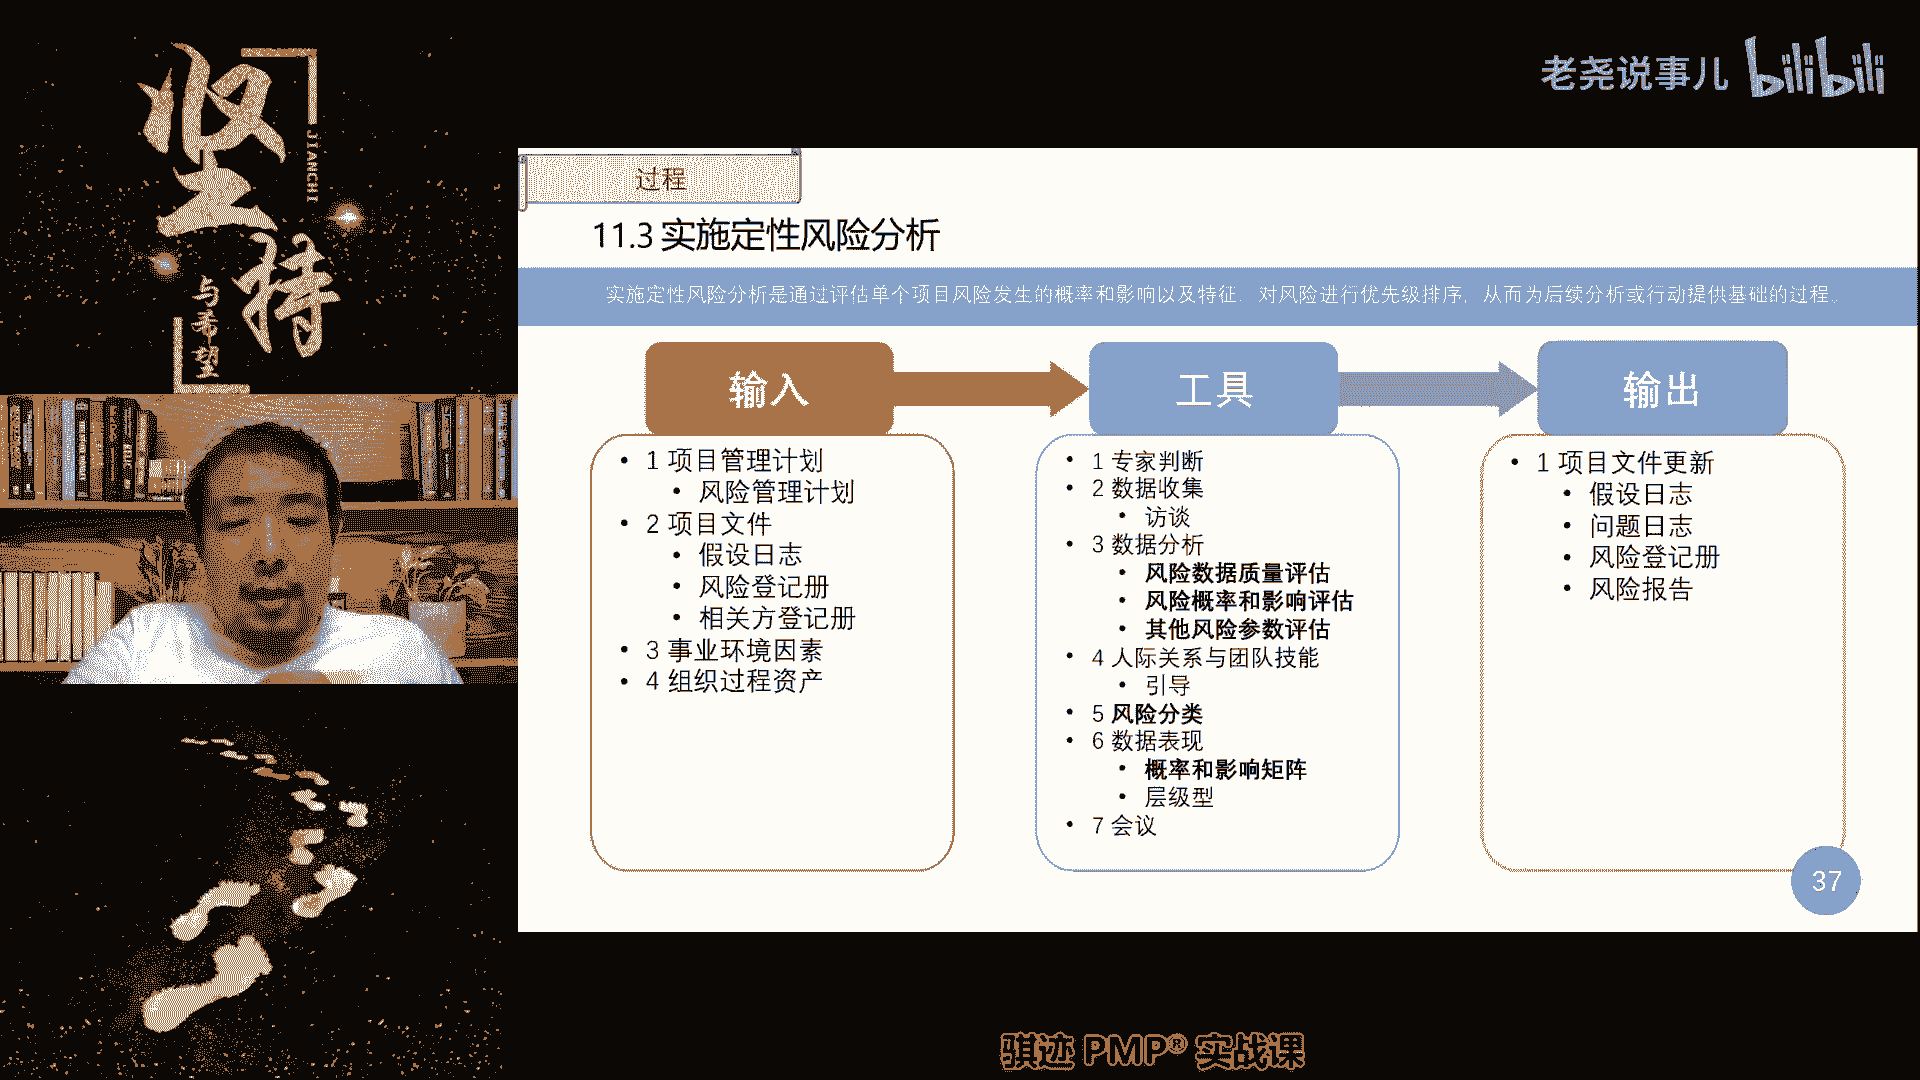 坚持
JIANCHI
与希望
老尧说事儿 bilibili
过程
11.3 实施定性风险分析
实施定性风险分析是通过评估单个项目风险发生的概率和影响以及特征，对风险进行优先级排序，从而为后续分析或行动提供基础的过程。
输入
• 1 项目管理计划
• 风险管理计划
• 2 项目文件
• 假设日志
• 风险登记册
• 相关方登记册
• 3 事业环境因素
• 4 组织过程资产
工具
• 1 专家判断
• 2 数据收集
• 访谈
• 3 数据分析
• 风险数据质量评估
• 风险概率和影响评估
• 其他风险参数评估
• 4 人际关系与团队技能
• 引导
• 5 风险分类
• 6 数据表现
• 概率和影响矩阵
• 层级型
• 7 会议
输出
• 1 项目文件更新
• 假设日志
• 问题日志
• 风险登记册
• 风险报告
37
骐迹 PMP® 实战课